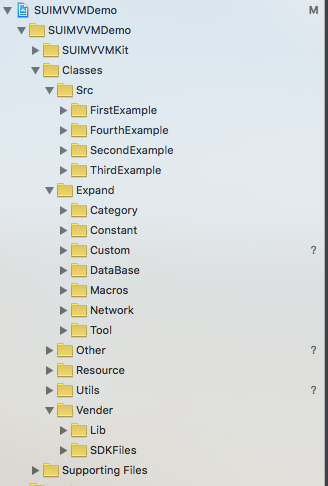 SUIMVVMDemo M
SUIMVVMDemo
SUIMVVMKit
Classes
Src
FirstExample
FourthExample
SecondExample
ThirdExample
Expand
Category
Constant
Custom ?
DataBase
Macros
Network
Tool
Other ?
Resource
Utils ?
Vender
Lib
SDKFiles
Supporting Files